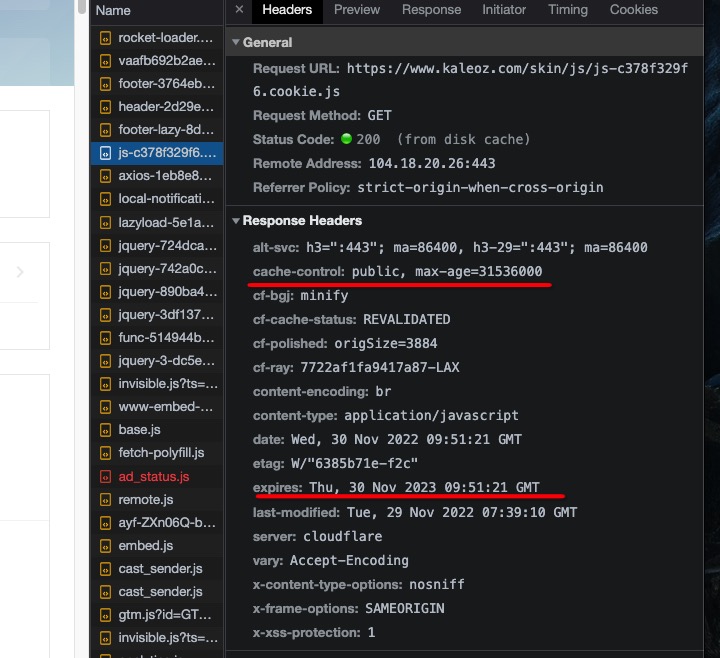 Name
rocket-loader....
vaafb692b2ae...
footer-3764eb...
header-2d29e...
footer-lazy-8d...
js-c378f329f6....
axios-1eb8e8...
local-notificati...
lazyload-5e1a...
jquery-724dca...
jquery-742a0c...
jquery-890ba4...
jquery-3df137...
func-514944b...
jquery-3-dc5e...
invisible.js?ts=...
www-embed-...
base.js
fetch-polyfill.js
ad_status.js
remote.js
ayf-ZXn06Q-b...
embed.js
cast_sender.js
cast_sender.js
gtm.js?id=GT...
invisible.js?ts=...
× Headers Preview Response Initiator Timing Cookies
General
Request URL: https://www.kaleoz.com/skin/js/js-c378f329f
6.cookie.js
Request Method: GET
Status Code: 200 (from disk cache)
Remote Address: 104.18.20.26:443
Referrer Policy: strict-origin-when-cross-origin
Response Headers
alt-svc: h3=":443"; ma=86400, h3-29=":443"; ma=86400
cache-control: public, max-age=31536000
cf-bgj: minify
cf-cache-status: REVALIDATED
cf-polished: origSize=3884
cf-ray: 7722af1fa9417a87-LAX
content-encoding: br
content-type: application/javascript
date: Wed, 30 Nov 2022 09:51:21 GMT
etag: W/"6385b71e-f2c"
expires: Thu, 30 Nov 2023 09:51:21 GMT
last-modified: Tue, 29 Nov 2022 07:39:10 GMT
server: cloudflare
vary: Accept-Encoding
x-content-type-options: nosniff
x-frame-options: SAMEORIGIN
x-xss-protection: 1